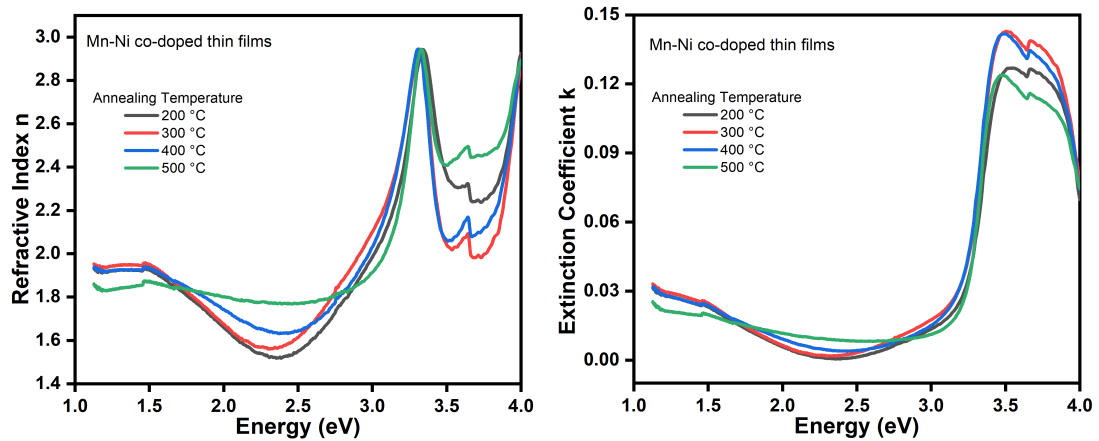 Mn-Ni co-doped thin films
Annealing Temperature
200 °C
300 °C
400 °C
500 °C
Refractive Index n
3.0
2.8
2.6
2.4
2.2
2.0
1.8
1.6
1.4
1.0 1.5 2.0 2.5 3.0 3.5 4.0
Energy (eV)
Mn-Ni co-doped thin films
Annealing Temperature
200 °C
300 °C
400 °C
500 °C
Extinction Coefficient k
0.15
0.12
0.09
0.06
0.03
0.00
1.0 1.5 2.0 2.5 3.0 3.5 4.0
Energy (eV)